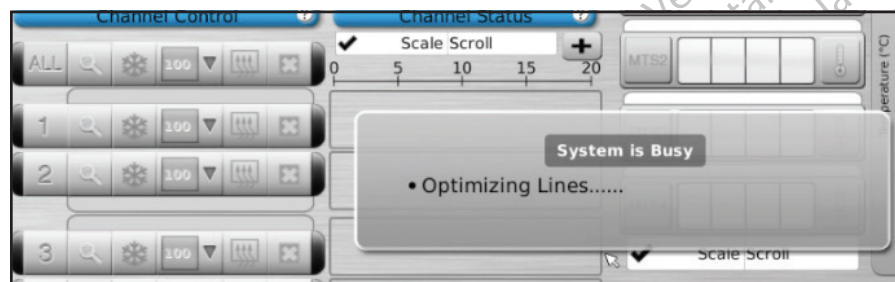 Channel Control ?
Channel Status ?
ALL 100
Scale Scroll
0 5 10 15 20
MTS2
1 100
2 100
3 100
System is Busy
• Optimizing Lines......
Scale Scroll